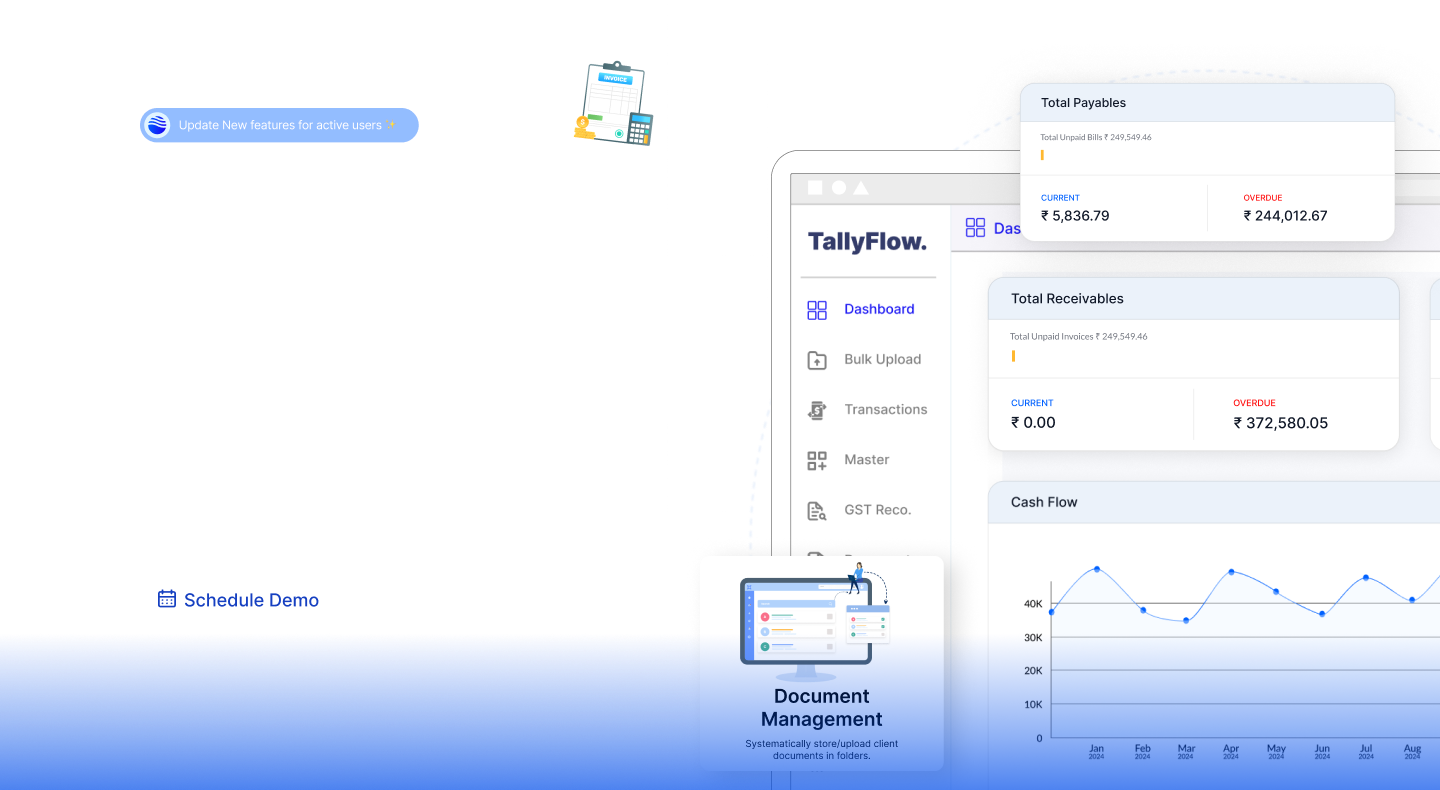 Update New features for active users ✨
INVOICE
Total Payables
Total Unpaid Bills ₹ 249,549.46
CURRENT
OVERDUE
₹ 5,836.79
₹ 244,012.67
TallyFlow.
Dashboard
Bulk Upload
Transactions
Master
GST Reco.
Das
Total Receivables
Total Unpaid Invoices ₹ 249,549.46
CURRENT
OVERDUE
₹ 0.00
₹ 372,580.05
Cash Flow
40K
30K
20K
10K
0
Jan Feb Mar Apr May Jun Jul Aug
2024 2024 2024 2024 2024 2024 2024 2024
Schedule Demo
Document
Management
Systematically store/upload client
documents in folders.